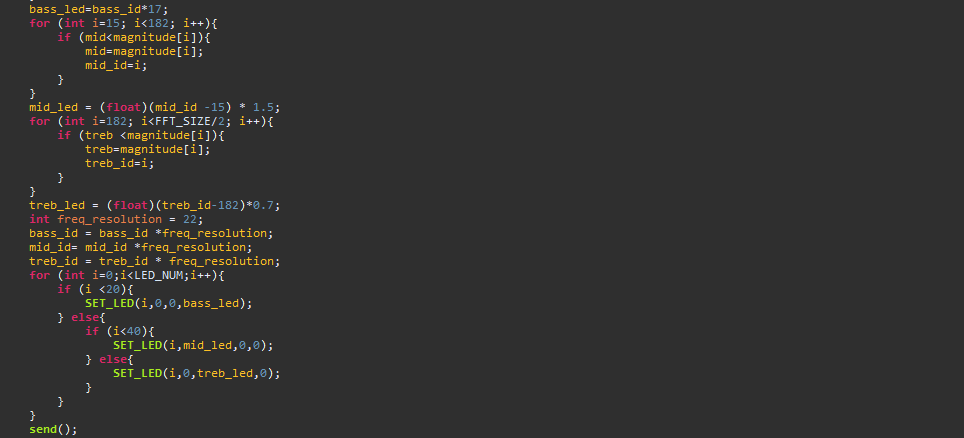 bass_led=bass_id*17;
for (int i=15; i<182; i++){
if (mid<magnitude[i]){
mid=magnitude[i];
mid_id=i;
}
}
mid_led = (float)(mid_id -15) * 1.5;
for (int i=182; i<FFT_SIZE/2; i++){
if (treb <magnitude[i]){
treb=magnitude[i];
treb_id=i;
}
}
treb_led = (float)(treb_id-182)*0.7;
int freq_resolution = 22;
bass_id = bass_id *freq_resolution;
mid_id= mid_id *freq_resolution;
treb_id = treb_id * freq_resolution;
for (int i=0;i<LED_NUM;i++){
if (i <20){
SET_LED(i,0,0,bass_led);
} else{
if (i<40){
SET_LED(i,mid_led,0,0);
} else{
SET_LED(i,0,treb_led,0);
}
}
}
send();